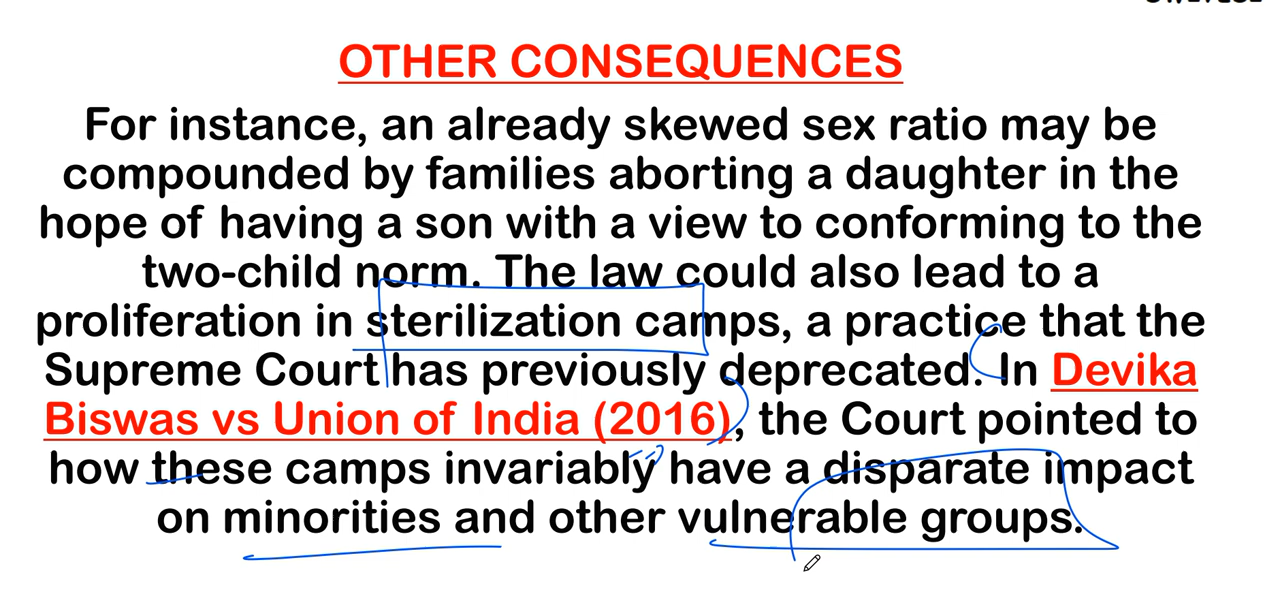 OTHER CONSEQUENCES
For instance, an already skewed sex ratio may be
compounded by families aborting a daughter in the
hope of having a son with a view to conforming to the
two-child norm. The law could also lead to a
proliferation in sterilization camps, a practice that the
Supreme Court has previously deprecated. In Devika
Biswas vs Union of India (2016), the Court pointed to
how these camps invariably have a disparate impact
on minorities and other vulnerable groups.